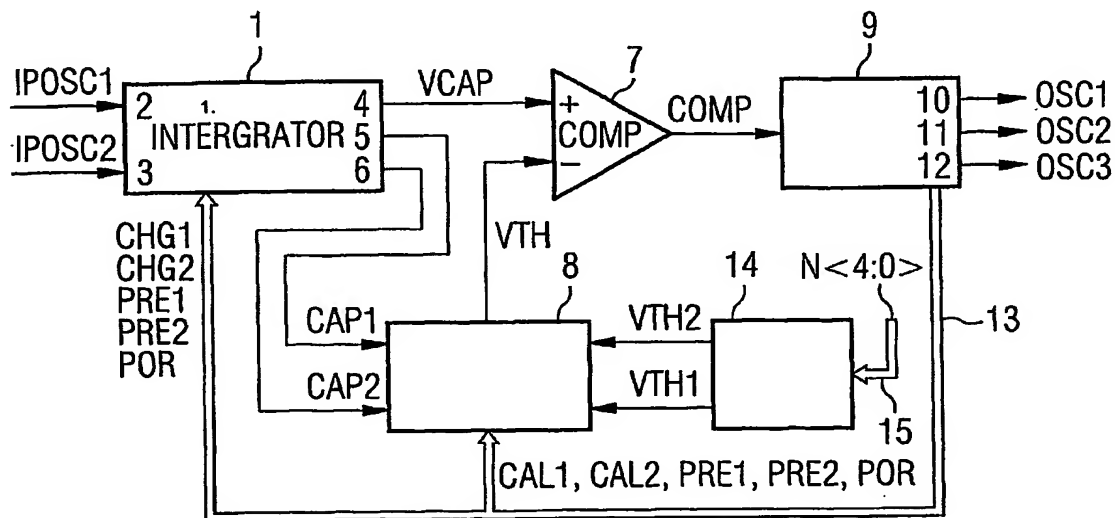 1
7
9
IPOSC1
2
1.
4
VCAP
+
COMP
10
OSC1
INTERGRATOR
5
COMP
11
OSC2
IPOSC2
3
6
−
12
OSC3
CHG1
CHG2
PRE1
PRE2
POR
VTH
8
14
N<4:0>
13
CAP1
VTH2
CAP2
VTH1
15
CAL1, CAL2, PRE1, PRE2, POR